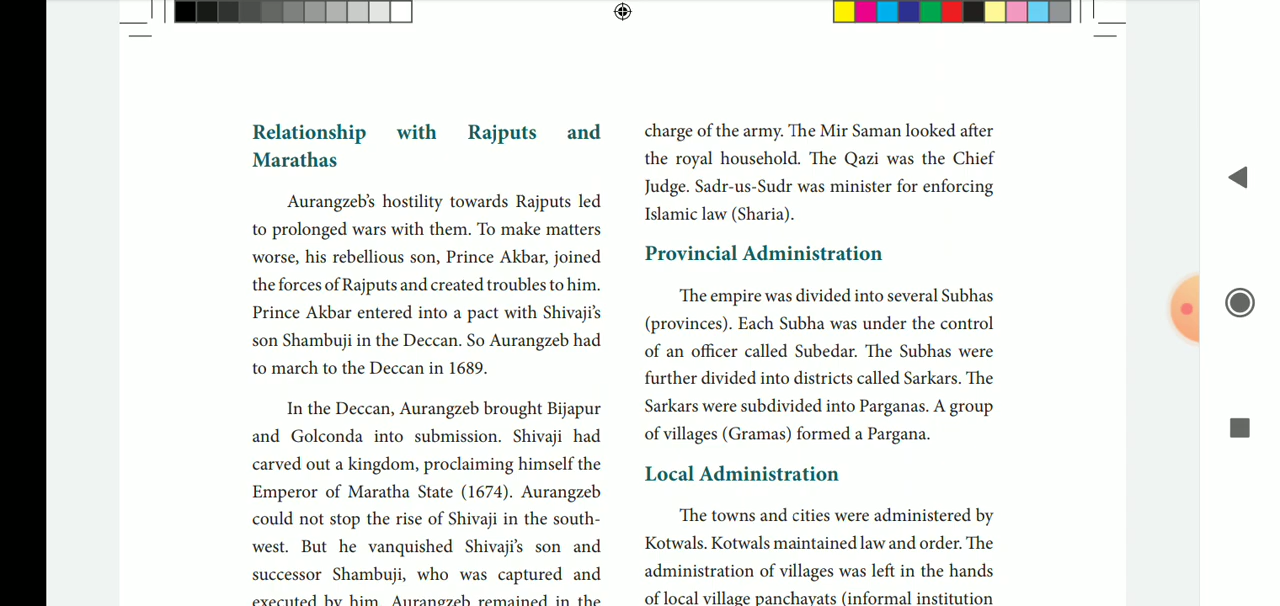 Relationship with Rajputs and
Marathas
Aurangzeb's hostility towards Rajputs led
to prolonged wars with them. To make matters
worse, his rebellious son, Prince Akbar, joined
the forces of Rajputs and created troubles to him.
Prince Akbar entered into a pact with Shivaji's
son Shambuji in the Deccan. So Aurangzeb had
to march to the Deccan in 1689.
In the Deccan, Aurangzeb brought Bijapur
and Golconda into submission. Shivaji had
carved out a kingdom, proclaiming himself the
Emperor of Maratha State (1674). Aurangzeb
could not stop the rise of Shivaji in the south-
west. But he vanquished Shivaji's son and
successor Shambuji, who was captured and
executed by him. Aurangzeb remained in the
charge of the army. The Mir Saman looked after
the royal household. The Qazi was the Chief
Judge. Sadr-us-Sudr was minister for enforcing
Islamic law (Sharia).
Provincial Administration
The empire was divided into several Subhas
(provinces). Each Subha was under the control
of an officer called Subedar. The Subhas were
further divided into districts called Sarkars. The
Sarkars were subdivided into Parganas. A group
of villages (Gramas) formed a Pargana.
Local Administration
The towns and cities were administered by
Kotwals. Kotwals maintained law and order. The
administration of villages was left in the hands
of local village panchayats (informal institution